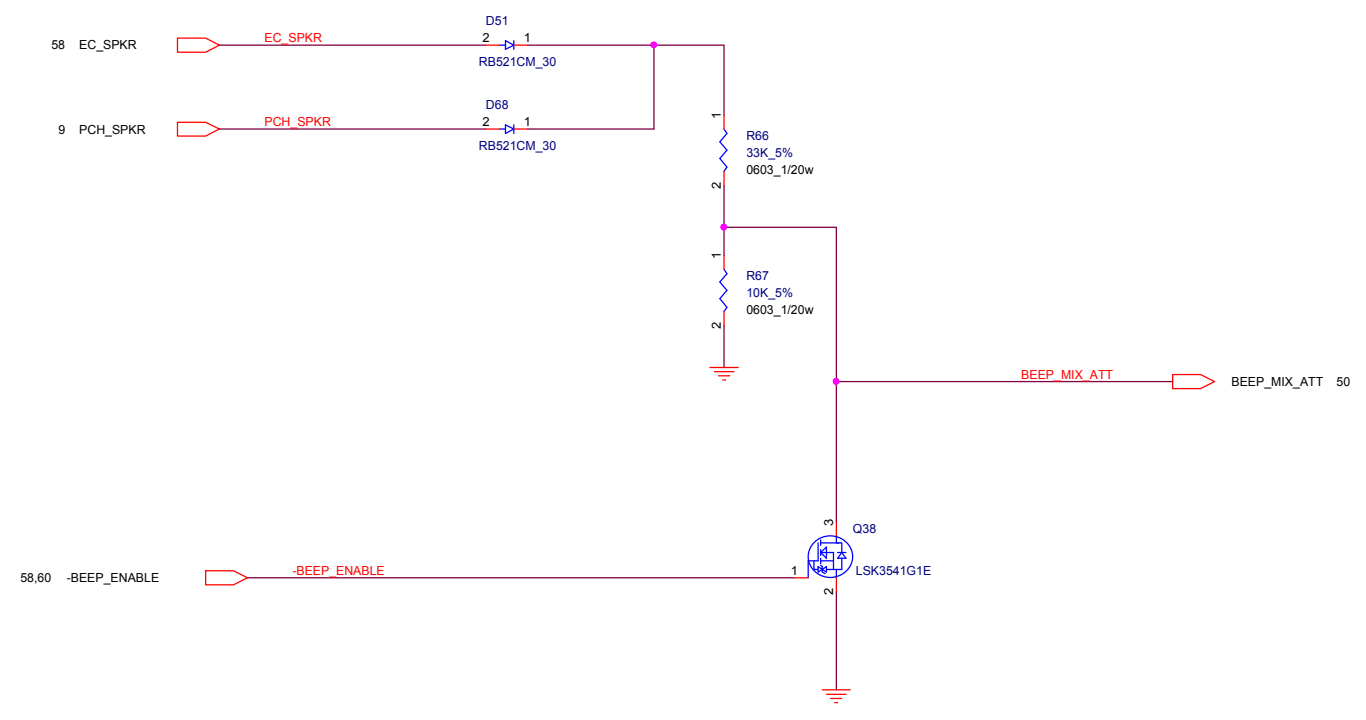 D51
58 EC_SPKR
EC_SPKR
2 1
RB521CM_30
D68
9 PCH_SPKR
PCH_SPKR
2 1
RB521CM_30
1
R66
33K_5%
0603_1/20w
2
1
R67
10K_5%
0603_1/20w
2
BEEP_MIX_ATT
BEEP_MIX_ATT 50
3
Q38
58,60 -BEEP_ENABLE
-BEEP_ENABLE
1
LSK3541G1E
2